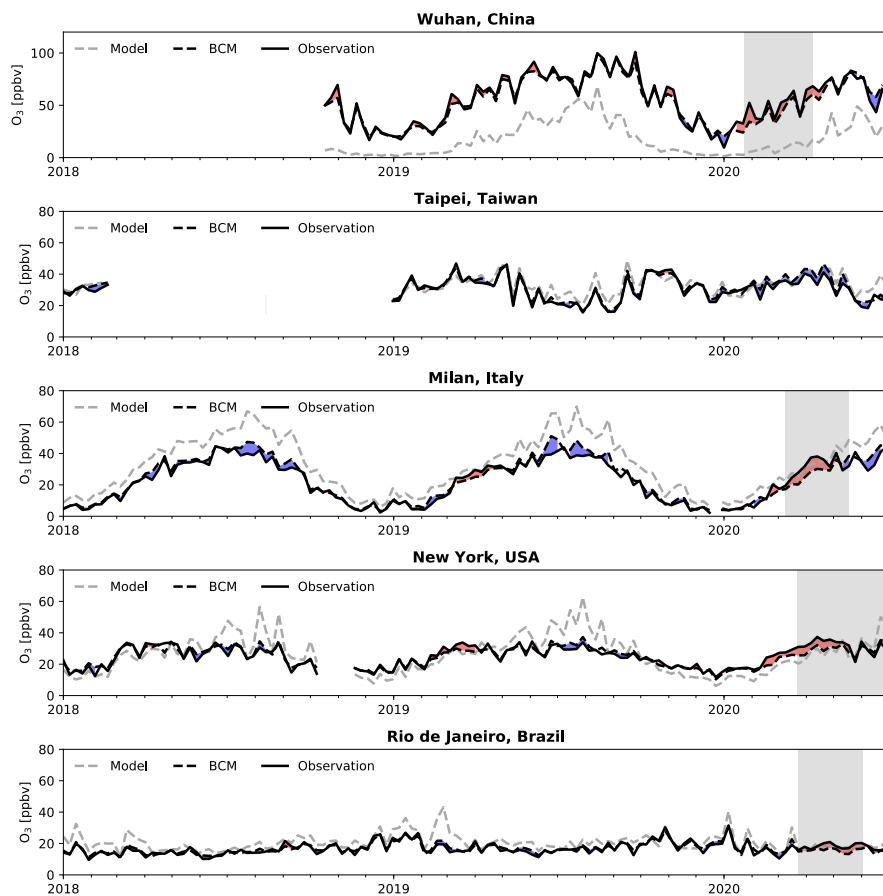 Wuhan, China
Model BCM Observation
O3 [ppbv]
100
50
0
2018 2019 2020
Taipei, Taiwan
Model BCM Observation
O3 [ppbv]
80
60
40
20
0
2018 2019 2020
Milan, Italy
Model BCM Observation
O3 [ppbv]
80
60
40
20
0
2018 2019 2020
New York, USA
Model BCM Observation
O3 [ppbv]
80
60
40
20
0
2018 2019 2020
Rio de Janeiro, Brazil
Model BCM Observation
O3 [ppbv]
80
60
40
20
0
2018 2019 2020